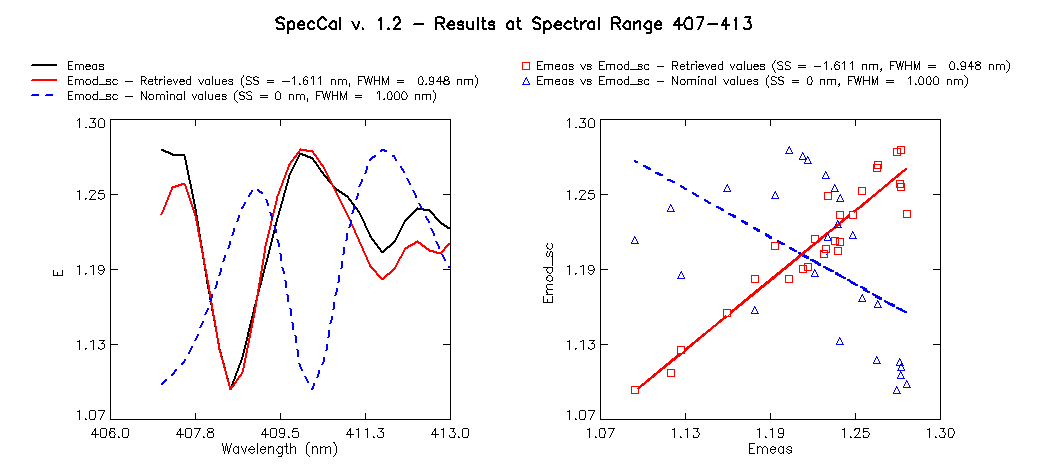 SpecCal v. 1.2 - Results at Spectral Range 407-413
Emeas
Emod_sc - Retrieved values (SS = -1.611 nm, FWHM = 0.948 nm)
Emod_sc - Nominal values (SS = 0 nm, FWHM = 1.000 nm)
1.30
1.25
1.19
1.13
1.07
E
406.0 407.8 409.5 411.3 413.0
Wavelength (nm)
Emeas vs Emod_sc - Retrieved values (SS = -1.611 nm, FWHM = 0.948 nm)
Emeas vs Emod_sc - Nominal values (SS = 0 nm, FWHM = 1.000 nm)
1.30
1.25
1.19
1.13
1.07
Emod_sc
1.07 1.13 1.19 1.25 1.30
Emeas